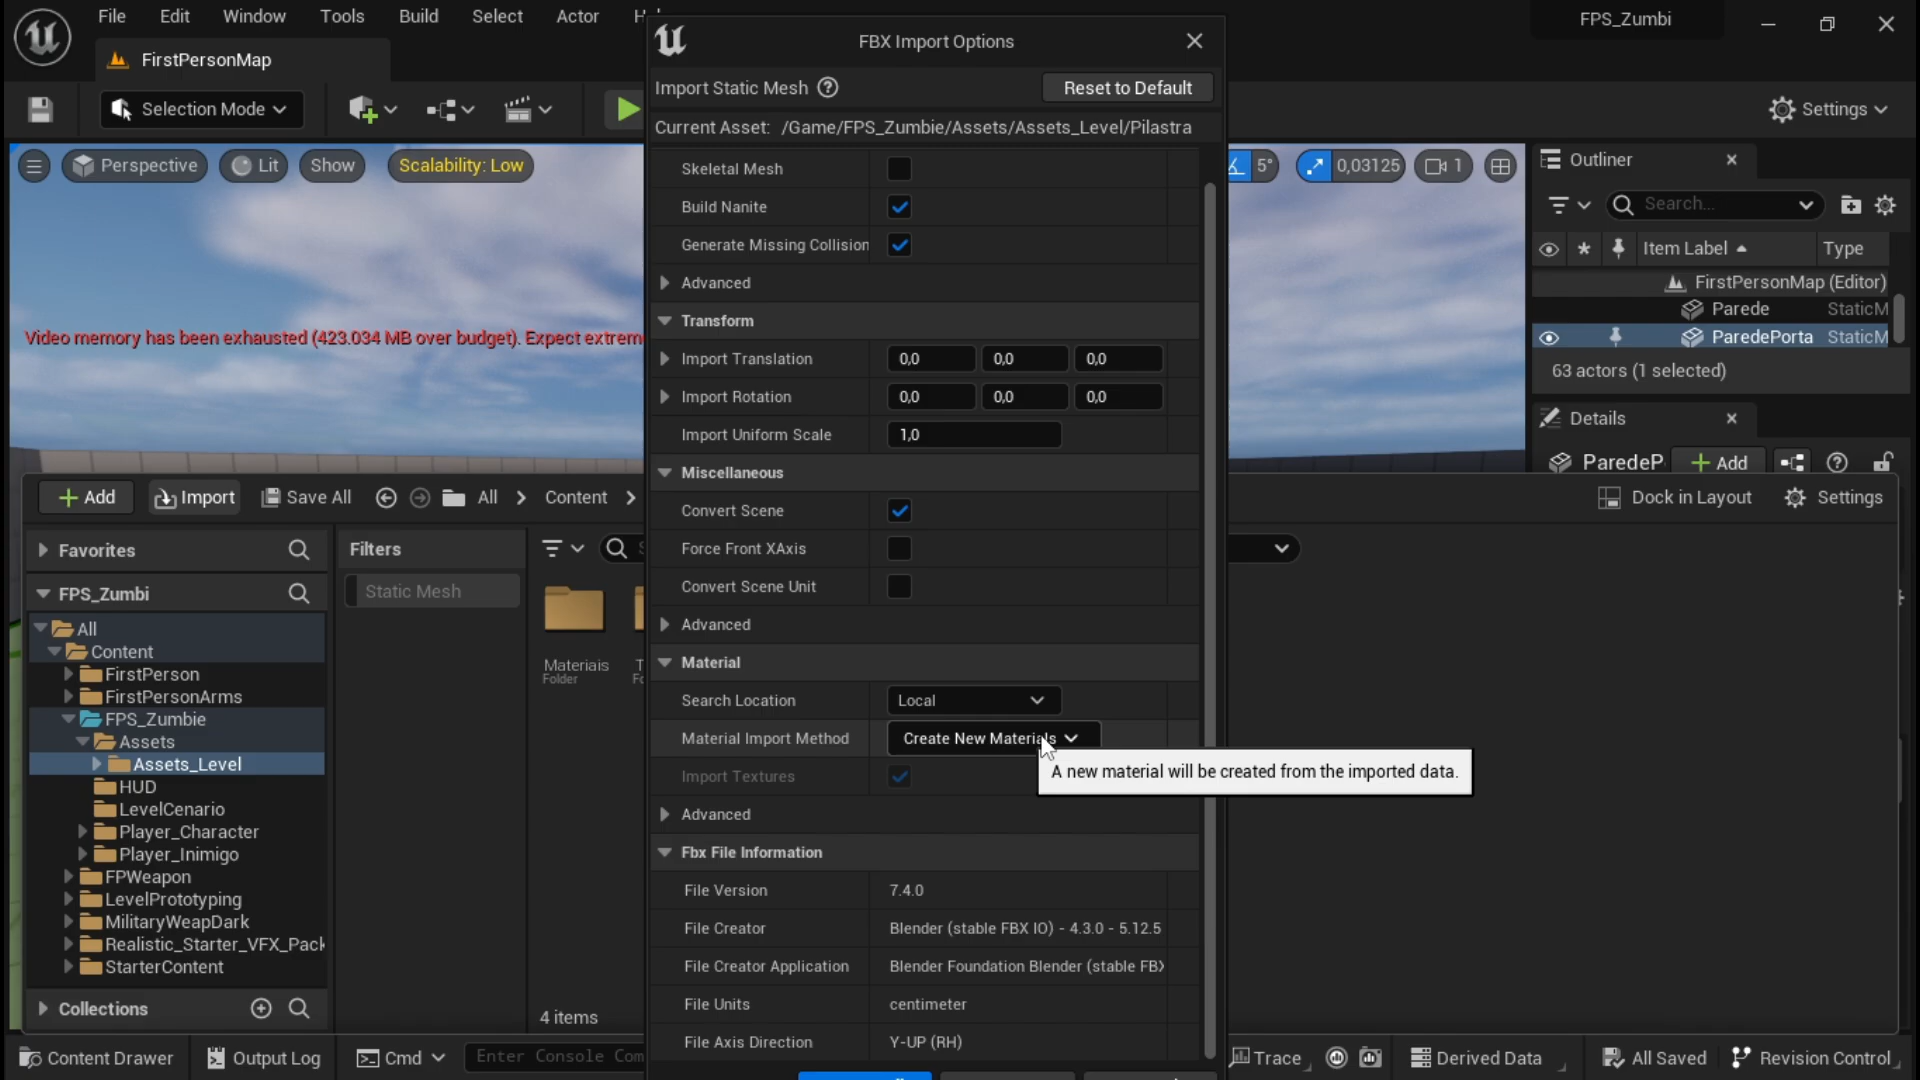 File Edit Window Tools Build Select Actor
FPS_Zumbi
FirstPersonMap
FBX Import Options
Selection Mode
Settings
Import Static Mesh
Reset to Default
Current Asset: /Game/FPS_Zumbie/Assets/Assets_Level/Pilastra
Perspective Lit Show Scalability: Low
5° 0,03125 1
Outliner
Search...
Item Label Type
FirstPersonMap (Editor)
Parede StaticM
ParedePorta StaticM
63 actors (1 selected)
Details
ParedeP
Add
Video memory has been exhausted (423.034 MB over budget). Expect extrem
Skeletal Mesh
Build Nanite
Generate Missing Collision
Advanced
Transform
Import Translation 0,0 0,0 0,0
Import Rotation 0,0 0,0 0,0
Import Uniform Scale 1,0
Miscellaneous
Convert Scene
Force Front XAxis
Convert Scene Unit
Advanced
Material
Search Location Local
Material Import Method Create New Materials
A new material will be created from the imported data.
Import Textures
Advanced
Fbx File Information
File Version 7.4.0
File Creator Blender (stable FBX IO) - 4.3.0 - 5.12.5
File Creator Application Blender Foundation Blender (stable FBX
File Units centimeter
File Axis Direction Y-UP (RH)
Add Import Save All All Content
Dock in Layout Settings
Favorites
Filters
Static Mesh
FPS_Zumbi
All
Content
FirstPerson
FirstPersonArms
FPS_Zumbie
Assets
Assets_Level
HUD
LevelCenario
Player_Character
Player_Inimigo
FPWeapon
LevelPrototyping
MilitaryWeapDark
Realistic_Starter_VFX_Pack
StarterContent
Collections
Materiais
Folder
4 items
Content Drawer Output Log Cmd Enter Console Com
Trace Derived Data All Saved Revision Control